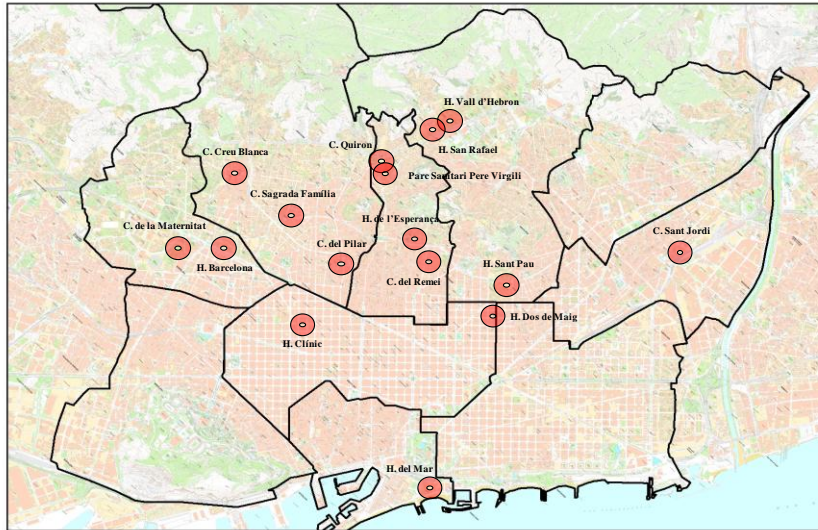 H. Vall d'Hebron
C. Quiron
H. San Rafael
C. Creu Blanca
Parc Sanitari Pere Virgili
C. Sagrada Família
H. de l'Esperança
C. de la Maternitat
C. Sant Jordi
C. del Pilar
H. Barcelona
H. Sant Pau
C. del Remei
H. Dos de Maig
H. Clínic
H. del Mar